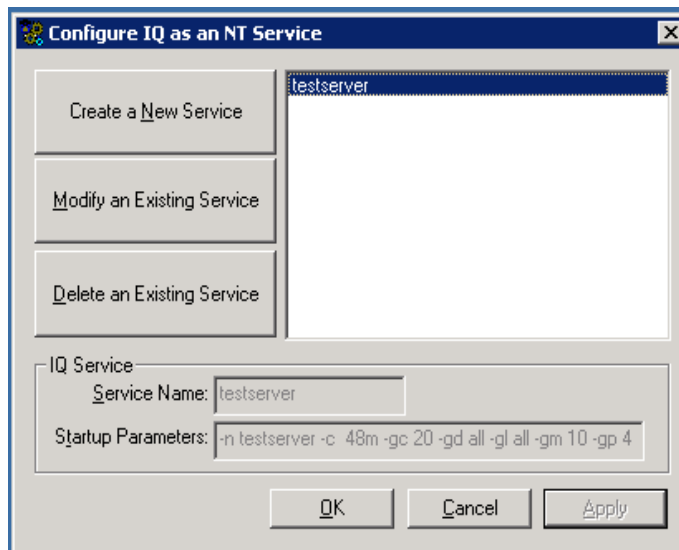 Configure IQ as an NT Service
Create a New Service
testserver
Modify an Existing Service
Delete an Existing Service
IQ Service
Service Name: testserver
Startup Parameters: -n testserver -c  48m -gc 20 -gd all -gl all -gm 10 -gp 4
OK
Cancel
Apply